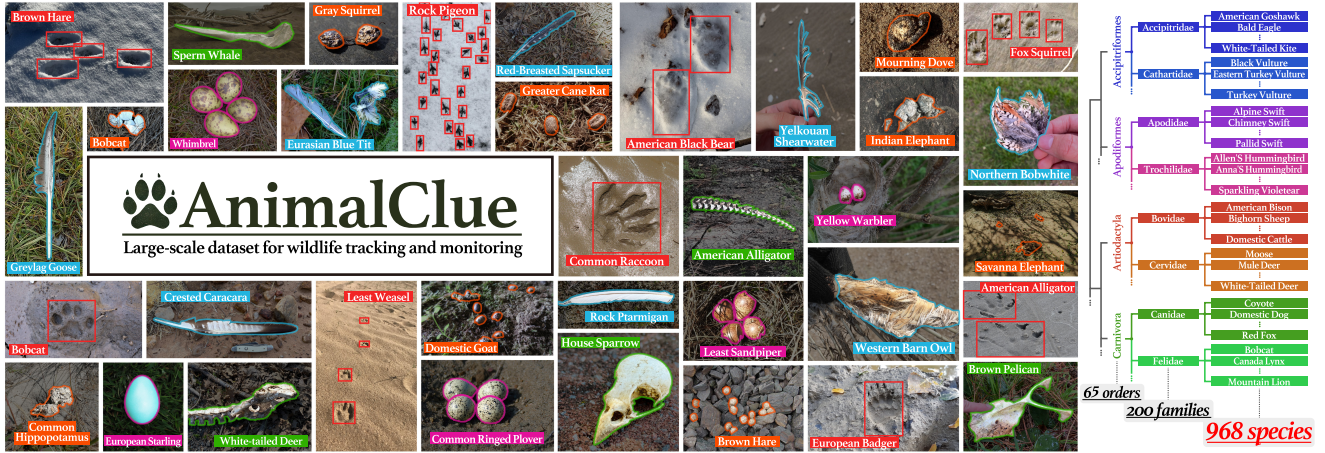 Brown Hare
Sperm Whale
Gray Squirrel
Rock Pigeon
Red-Breasted Sapsucker
American Black Bear
Yelkouan
Shearwater
Mourning Dove
Fox Squirrel
Greylag Goose
Bobcat
Whimbrel
Eurasian Blue Tit
Greater Cane Rat
Indian Elephant
Northern Bobwhite
AnimalClue
Large-scale dataset for wildlife tracking and monitoring
Common Raccoon
American Alligator
Yellow Warbler
Savanna Elephant
Bobcat
Crested Caracara
Least Weasel
Domestic Goat
Rock Ptarmigan
Least Sandpiper
Western Barn Owl
American Alligator
Common
Hippopotamus
European Starling
White-tailed Deer
Common Ringed Plover
House Sparrow
Brown Hare
European Badger
Brown Pelican
Accipitriformes
Accipitridae
American Goshawk
Bald Eagle
White-Tailed Kite
Cathartidae
Black Vulture
Eastern Turkey Vulture
Turkey Vulture
Apodiformes
Apodidae
Alpine Swift
Chimney Swift
Pallid Swift
Trochilidae
Allen'S Hummingbird
Anna'S Hummingbird
Sparkling Violetear
Artiodactyla
Bovidae
American Bison
Bighorn Sheep
Domestic Cattle
Cervidae
Moose
Mule Deer
White-Tailed Deer
Carnivora
Canidae
Coyote
Domestic Dog
Red Fox
Felidae
Bobcat
Canada Lynx
Mountain Lion
65 orders
200 families
968 species